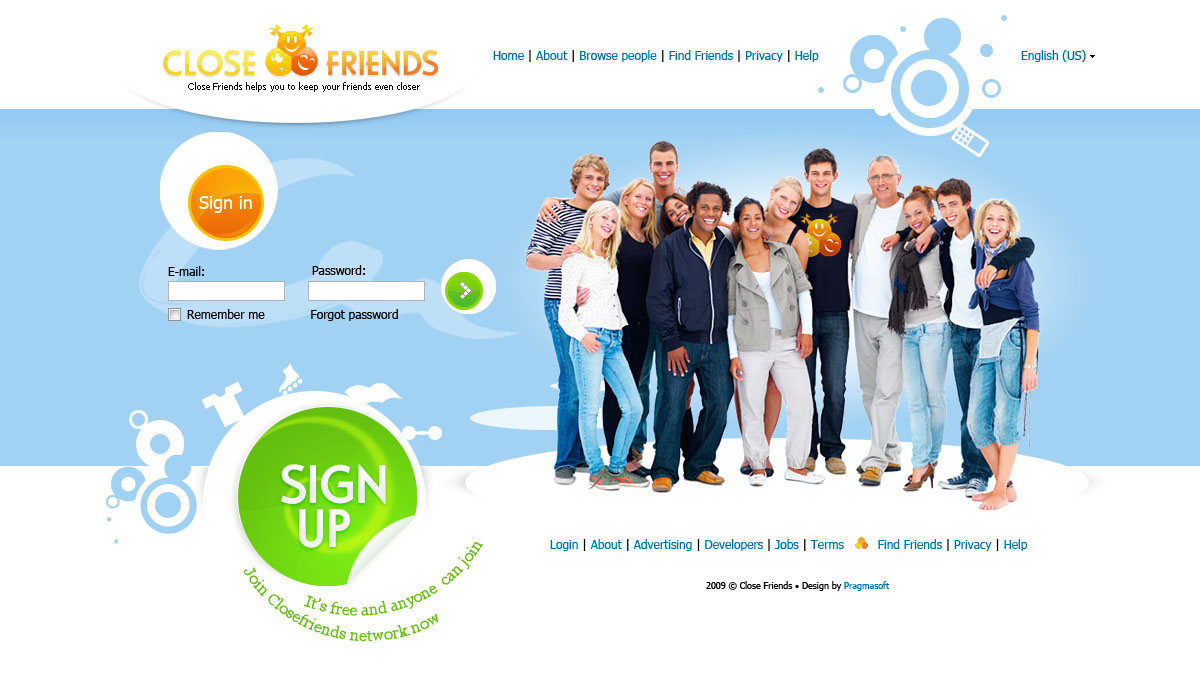 CLOSE FRIENDS
Close Friends helps you to keep your friends even closer
Home | About | Browse people | Find Friends | Privacy | Help
English (US)
Sign in
E-mail:
Password:
Remember me
Forgot password
SIGN
UP
It's free and anyone can join
Join Closefriends network now
Login | About | Advertising | Developers | Jobs | Terms Find Friends | Privacy | Help
2009 © Close Friends • Design by Pragmasoft